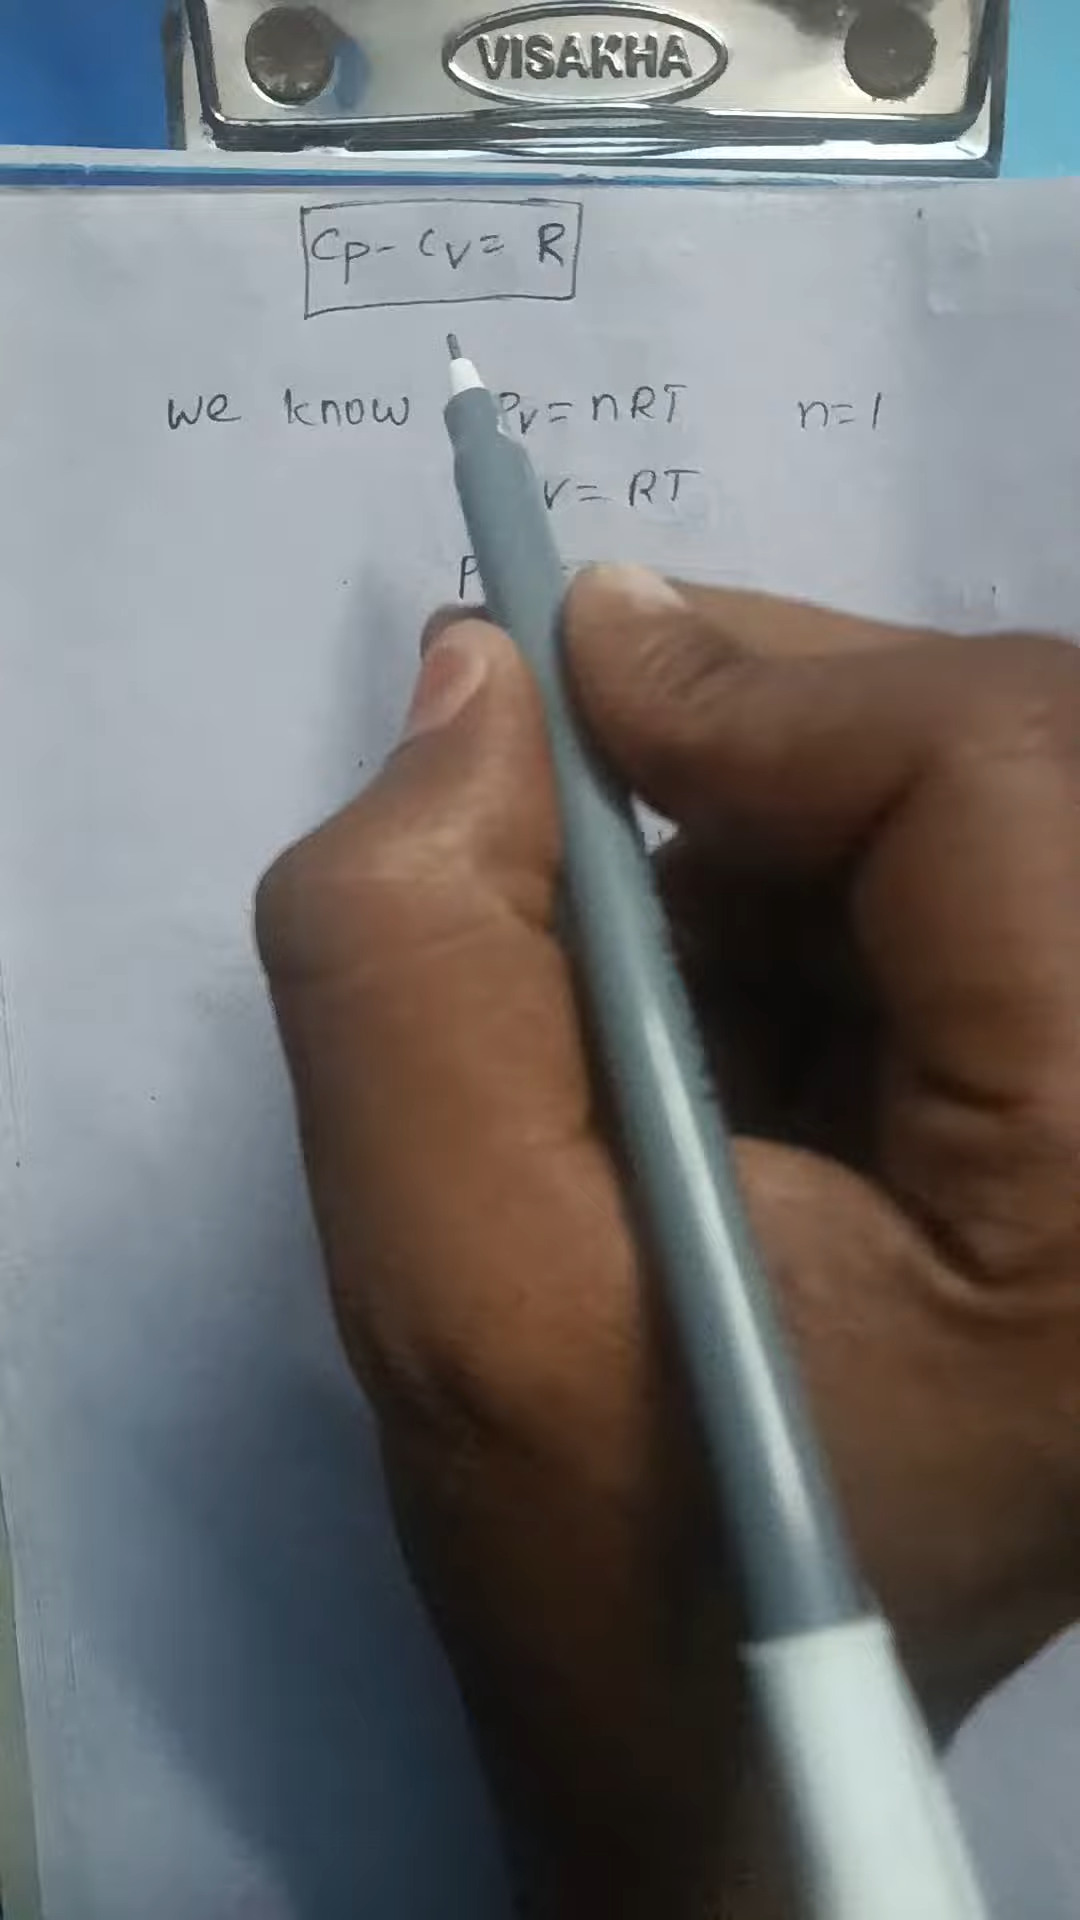 VISAKHA
Cp - Cv = R
we know Pv = nRT n=1
v = RT
P